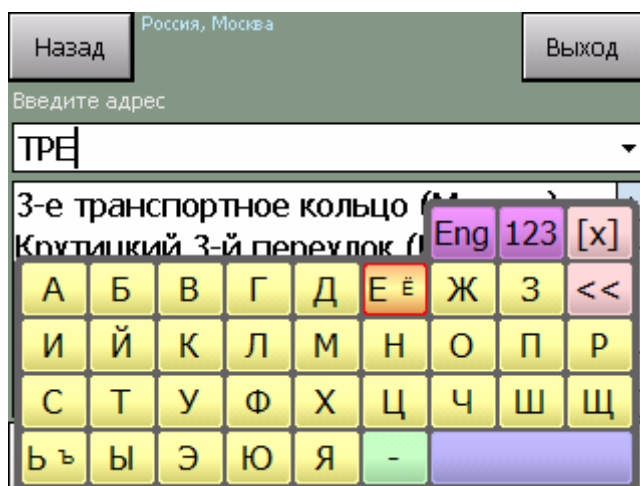 Назад
Россия, Москва
Выход
Введите адрес
ТРЕ
3-е транспортное кольцо
Крутицкий 3-й переулок
Eng 123 [x]
А Б В Г Д Е Ё Ж З <<
И Й К Л М Н О П Р
С Т У Ф Х Ц Ч Ш Щ
Ь Ъ Ы Э Ю Я -